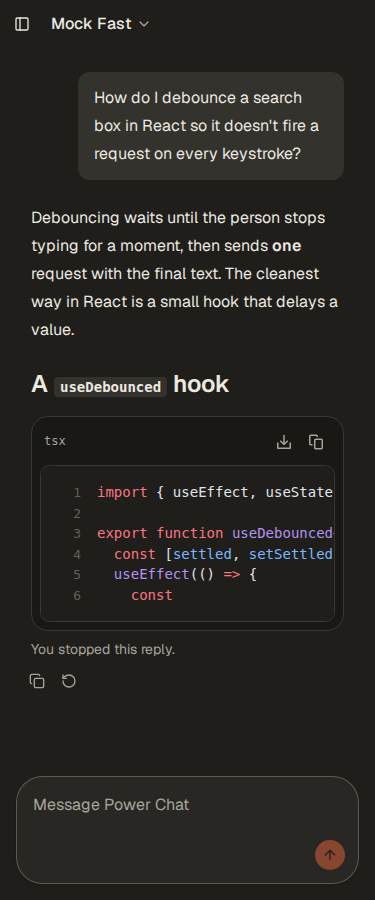 Mock Fast
How do I debounce a search
box in React so it doesn't fire a
request on every keystroke?
Debouncing waits until the person stops
typing for a moment, then sends one
request with the final text. The cleanest
way in React is a small hook that delays a
value.
A useDebounced hook
tsx
1 import { useEffect, useState
2
3 export function useDebounced
4 const [settled, setSettled
5 useEffect(() => {
6 const
You stopped this reply.
Message Power Chat